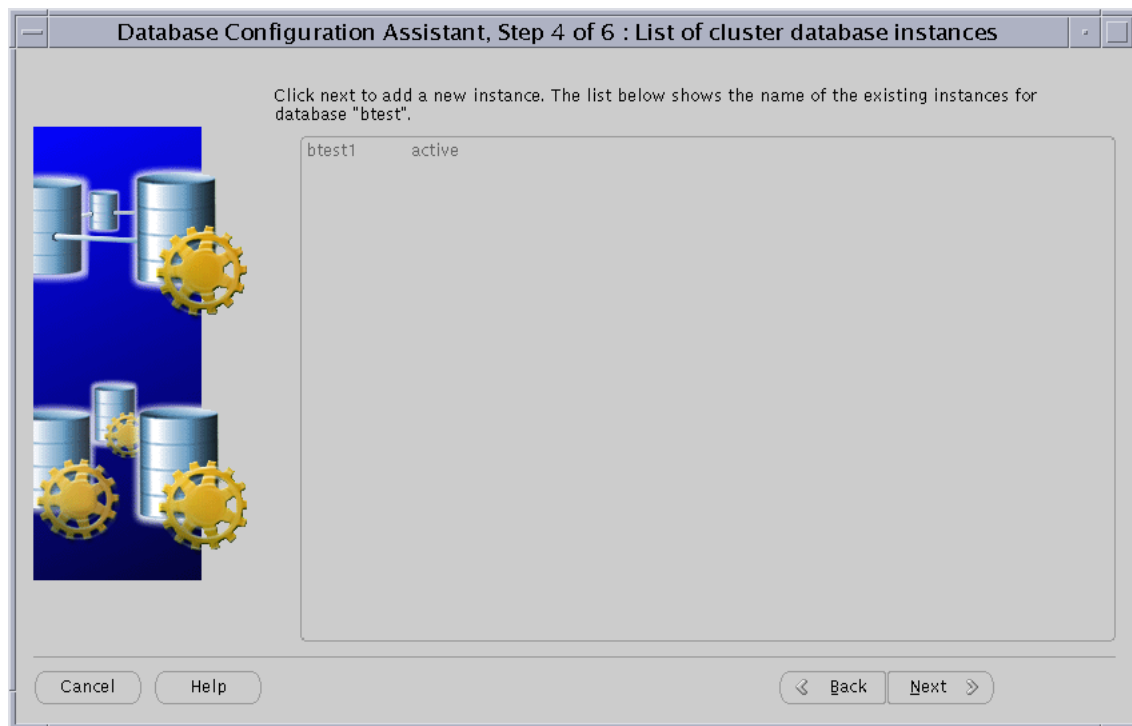 Database Configuration Assistant, Step 4 of 6 : List of cluster database instances
Click next to add a new instance. The list below shows the name of the existing instances for
database "btest".
btest1 active
Cancel Help Back Next